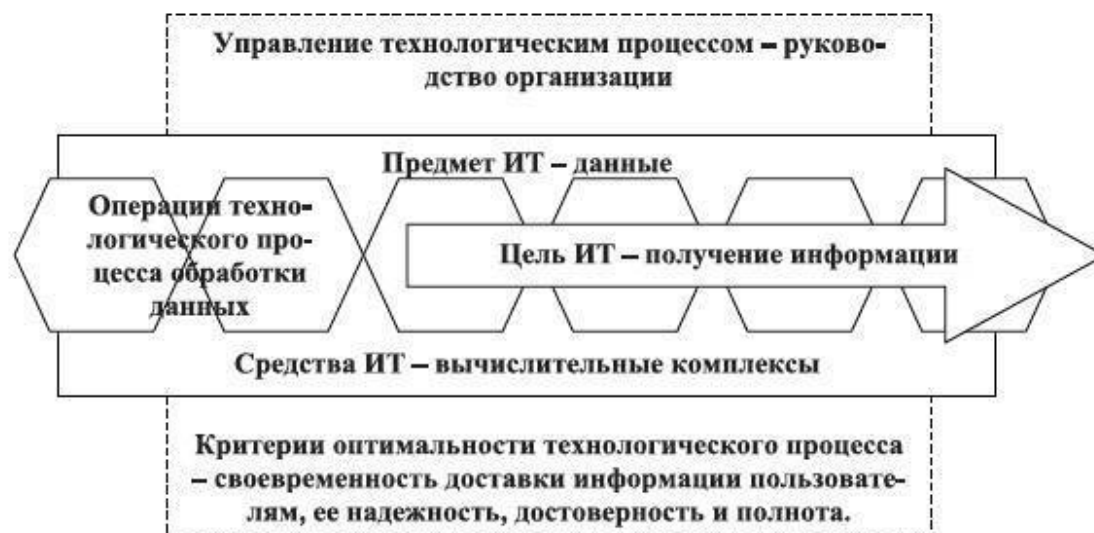 Управление технологическим процессом – руково-
дство организации
Предмет ИТ – данные
Операции техно-
логического про-
цесса обработки
данных
Цель ИТ – получение информации
Средства ИТ – вычислительные комплексы
Критерии оптимальности технологического процесса
– своевременность доставки информации пользовате-
лям, ее надежность, достоверность и полнота.